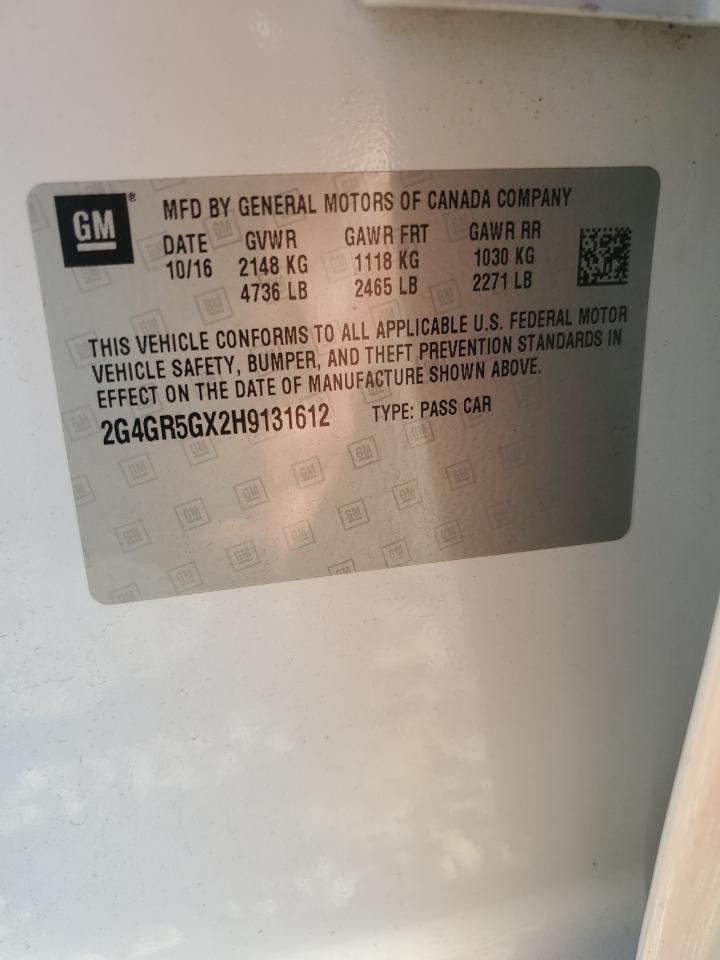 GM ® MFD BY GENERAL MOTORS OF CANADA COMPANY
DATE GVWR GAWR FRT GAWR RR
10/16 2148 KG 1118 KG 1030 KG
4736 LB 2465 LB 2271 LB
THIS VEHICLE CONFORMS TO ALL APPLICABLE U.S. FEDERAL MOTOR
VEHICLE SAFETY, BUMPER, AND THEFT PREVENTION STANDARDS IN
EFFECT ON THE DATE OF MANUFACTURE SHOWN ABOVE.
2G4GR5GX2H9131612 TYPE: PASS CAR